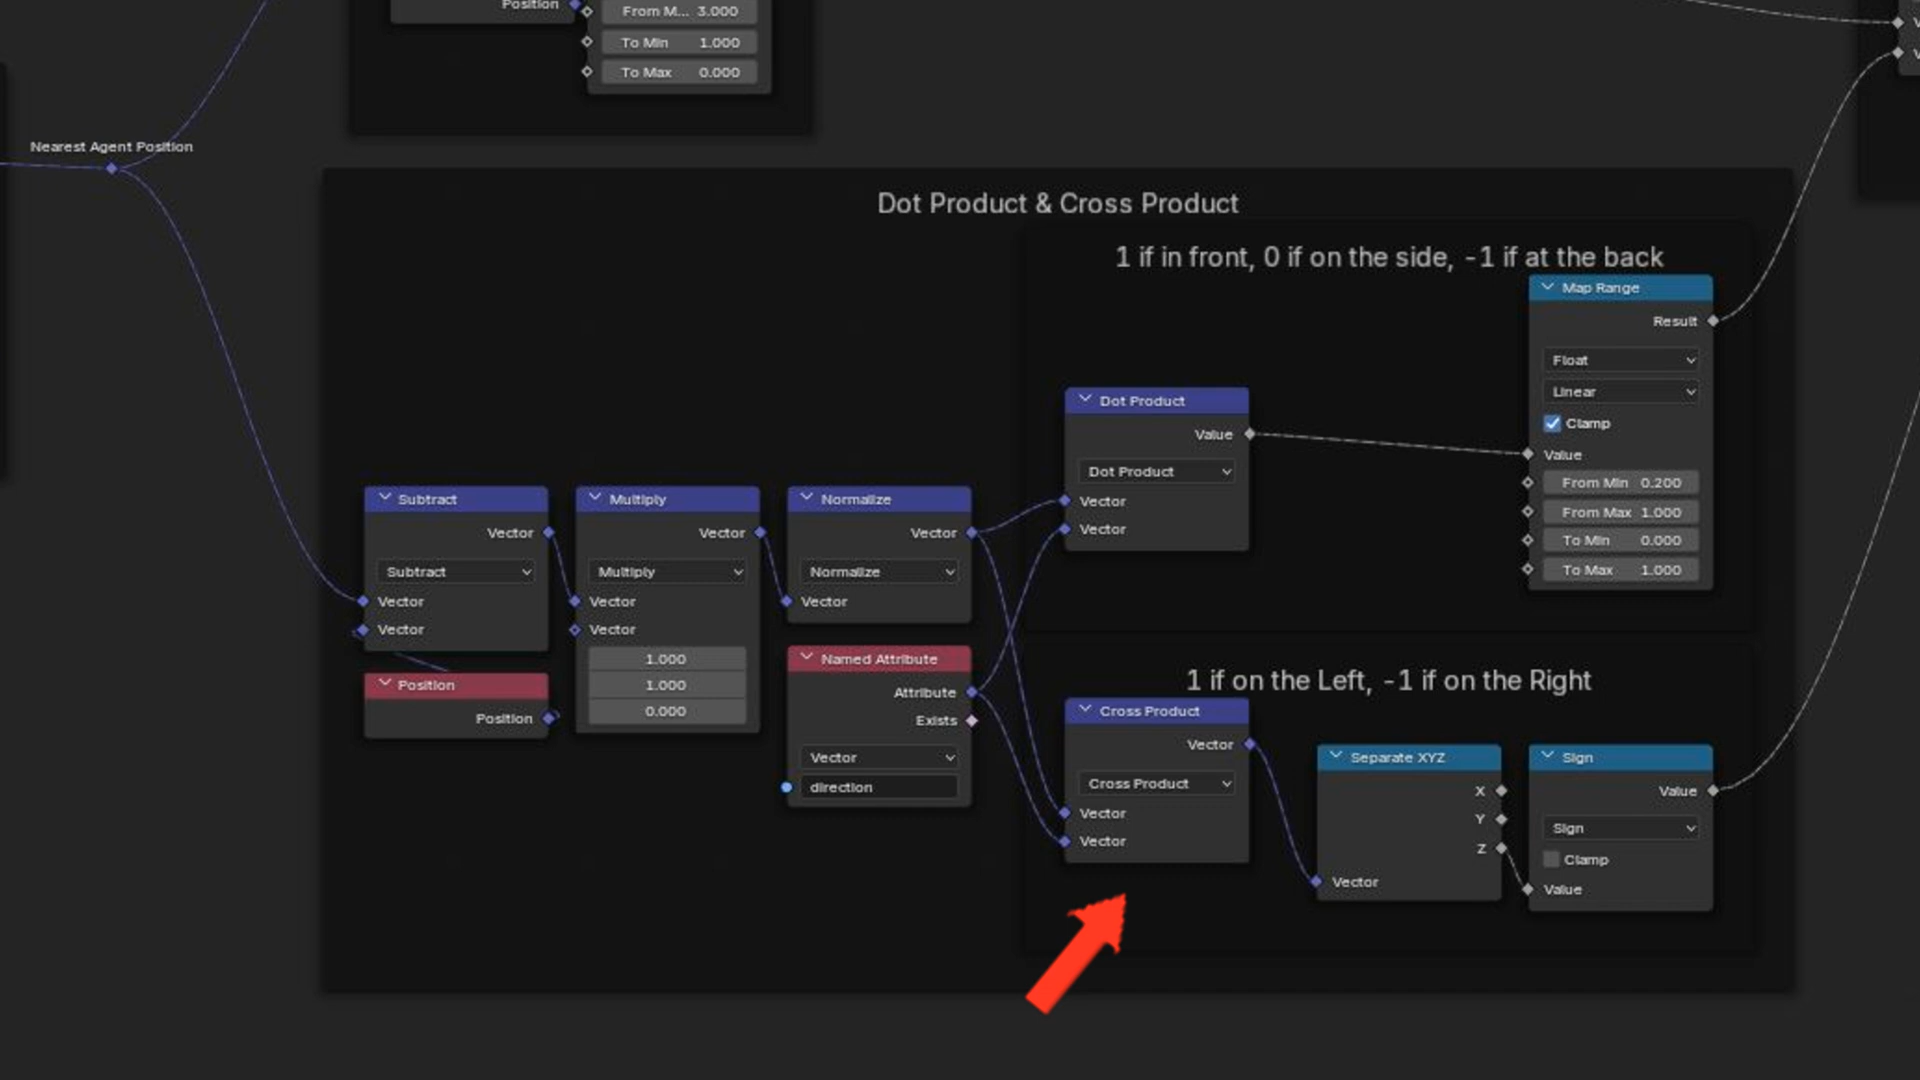 Position
From M... 3.000
To Min 1.000
To Max 0.000
Nearest Agent Position
Dot Product & Cross Product
1 if in front, 0 if on the side, -1 if at the back
Map Range
Result
Float
Linear
Clamp
Value
From Min 0.200
From Max 1.000
To Min 0.000
To Max 1.000
Dot Product
Value
Dot Product
Vector
Vector
Subtract
Vector
Subtract
Vector
Vector
Position
Position
Multiply
Vector
Multiply
Vector
Vector
1.000
1.000
0.000
Normalize
Vector
Normalize
Vector
Named Attribute
Attribute
Exists
Vector
direction
1 if on the Left, -1 if on the Right
Cross Product
Vector
Cross Product
Vector
Vector
Separate XYZ
X
Y
Z
Vector
Sign
Value
Sign
Clamp
Value